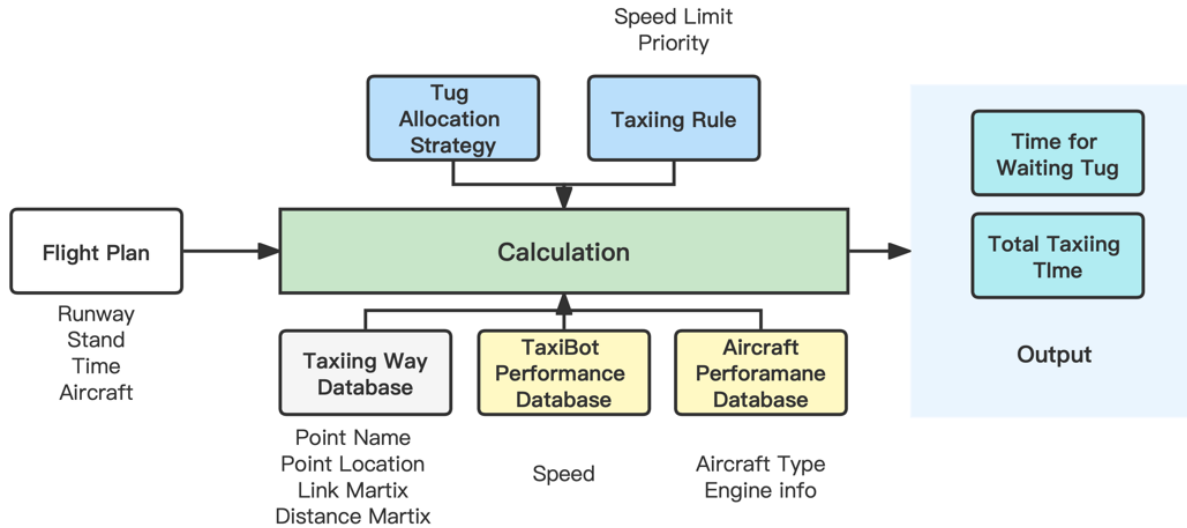 Speed Limit
Priority
Tug
Allocation
Strategy
Taxiing Rule
Time for
Waiting Tug
Flight Plan
Calculation
Total Taxiing
TIme
Runway
Stand
Time
Aircraft
Taxiing Way
Database
TaxiBot
Performance
Database
Aircraft
Perforamane
Database
Output
Point Name
Point Location
Link Martix
Distance Martix
Speed
Aircraft Type
Engine info